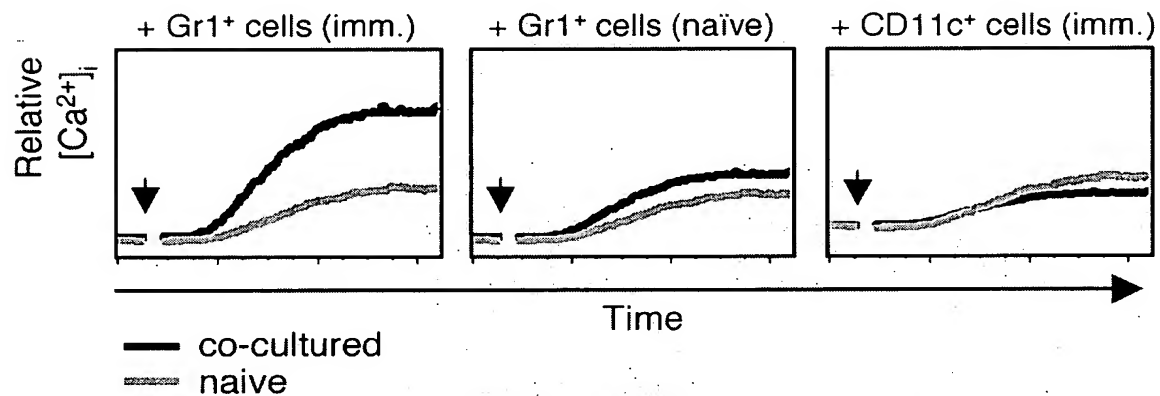 + Gr1⁺ cells (imm.)
+ Gr1⁺ cells (naïve)
+ CD11c⁺ cells (imm.)
Relative
[Ca²⁺]ᵢ
Time
co-cultured
naive